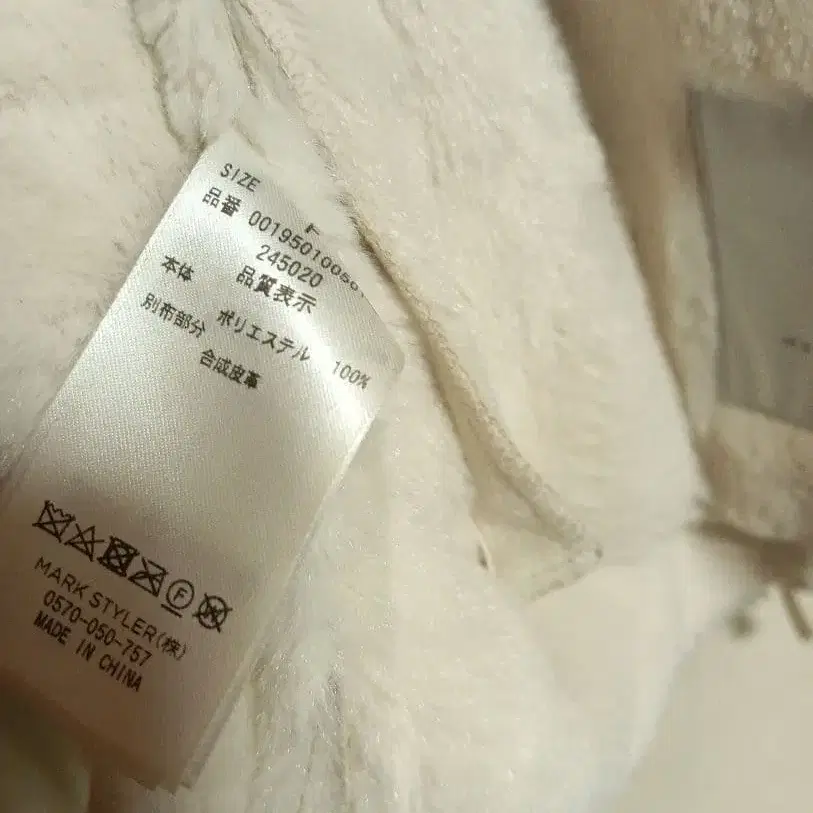 SIZE F
品番 0019501005
245020
品質表示
本体 ポリエステル 100%
別布部分 合成皮革
MARK STYLER(株)
0570-050-757
MADE IN CHINA